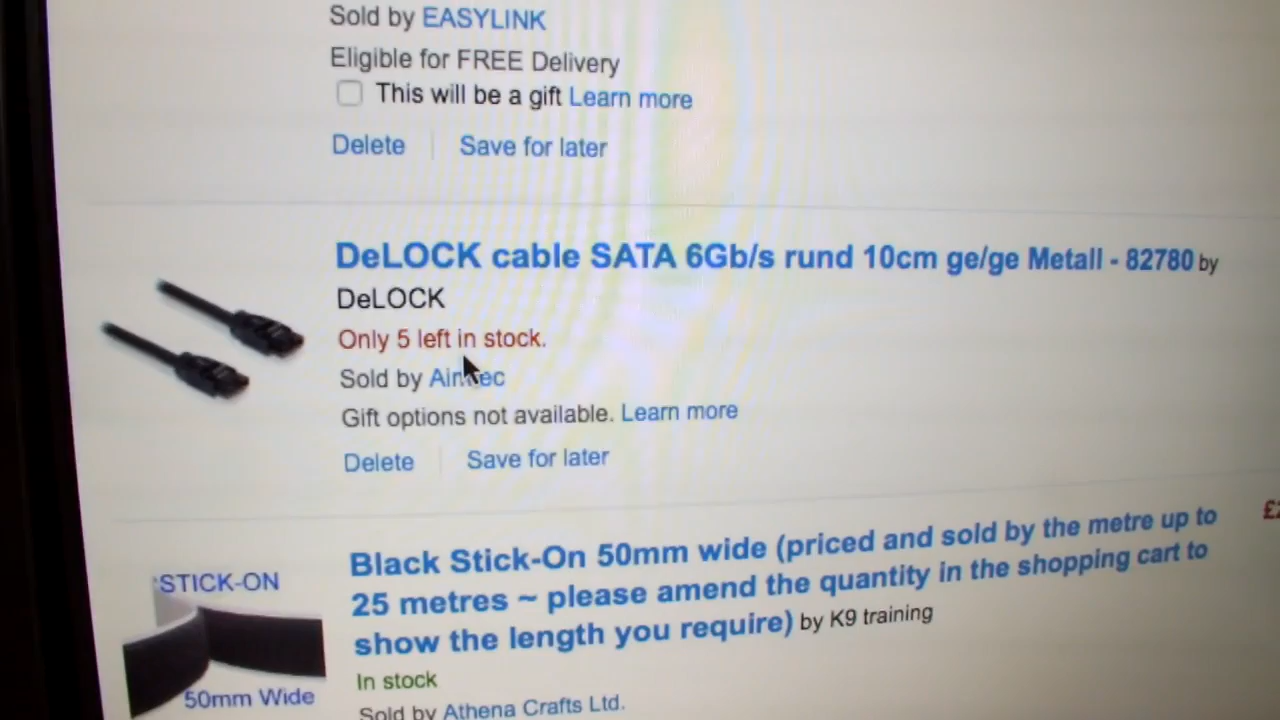 Sold by EASYLINK
Eligible for FREE Delivery
This will be a gift Learn more
Delete Save for later
DeLOCK cable SATA 6Gb/s rund 10cm ge/ge Metall - 82780 by
DeLOCK
Only 5 left in stock.
Sold by
Gift options not available. Learn more
Delete Save for later
Black Stick-On 50mm wide (priced and sold by the metre up to
25 metres ~ please amend the quantity in the shopping cart to
show the length you require) by K9 training
In stock
Sold by Athena Crafts Ltd.
STICK-ON
50mm Wide